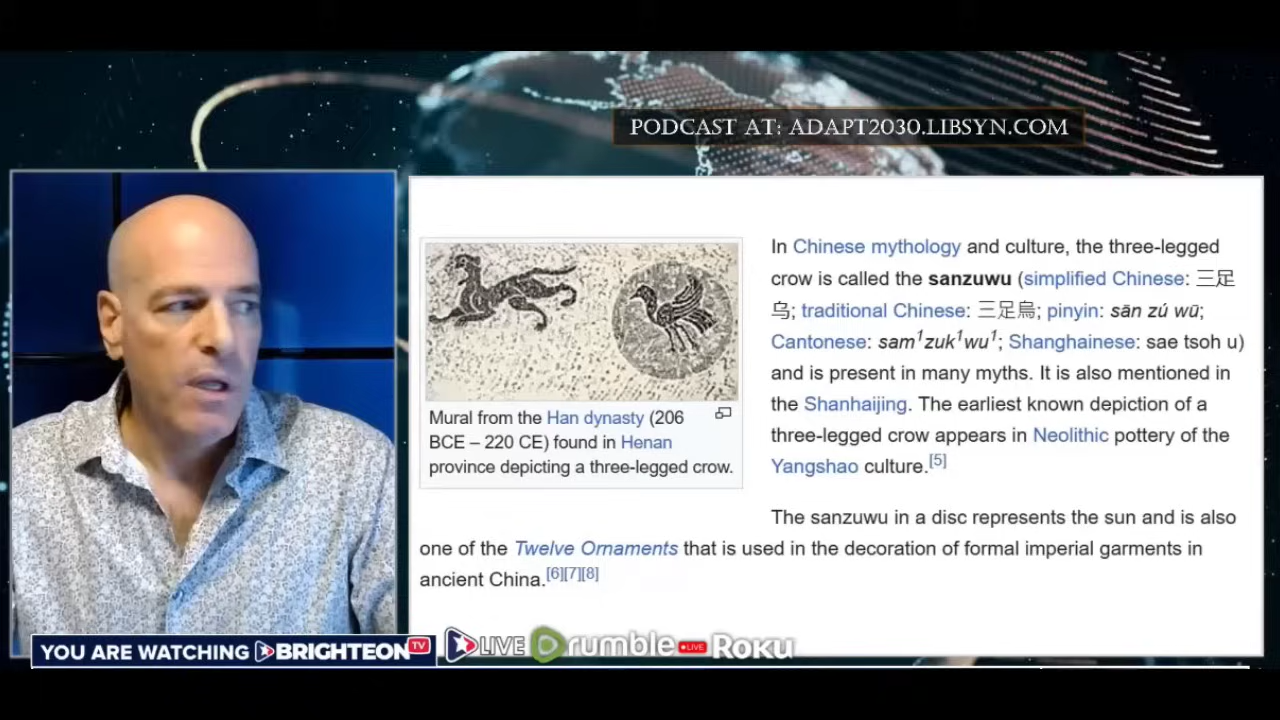 PODCAST AT: ADAPT2030.LIBSYN.COM
In Chinese mythology and culture, the three-legged
crow is called the sanzuwu (simplified Chinese: 三足
乌; traditional Chinese: 三足烏; pinyin: sān zú wū;
Cantonese: sam¹zuk¹wu¹; Shanghainese: sae tsoh u)
and is present in many myths. It is also mentioned in
the Shanhaijing. The earliest known depiction of a
three-legged crow appears in Neolithic pottery of the
Yangshao culture.[5]
Mural from the Han dynasty (206
BCE – 220 CE) found in Henan
province depicting a three-legged crow.
The sanzuwu in a disc represents the sun and is also
one of the Twelve Ornaments that is used in the decoration of formal imperial garments in
ancient China.[6][7][8]
YOU ARE WATCHING BRIGHTEON TV LIVE rumble LIVE ROKU